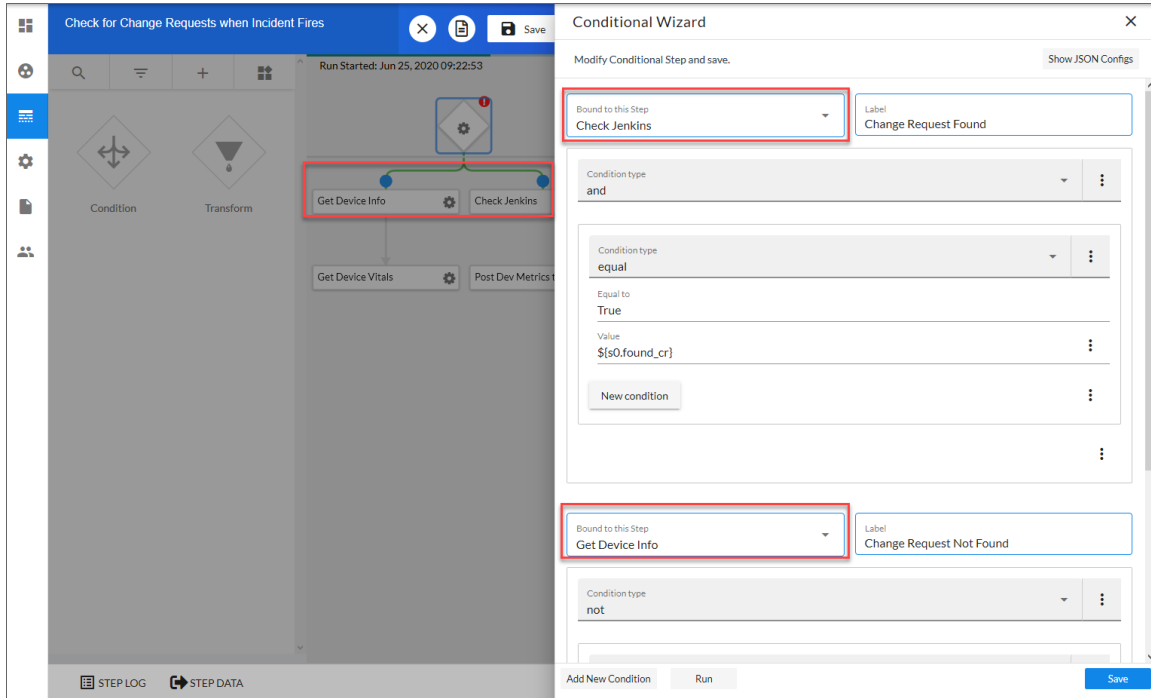 Check for Change Requests when Incident Fires
Save
Condition
Transform
Run Started: Jun 25, 2020 09:22:53
!
Get Device Info
Check Jenkins
Get Device Vitals
Post Dev Metrics t
STEP LOG
STEP DATA
Conditional Wizard
Modify Conditional Step and save.
Show JSON Configs
Bound to this Step
Check Jenkins
Label
Change Request Found
Condition type
and
Condition type
equal
Equal to
True
Value
${s0.found_cr}
New condition
Bound to this Step
Get Device Info
Label
Change Request Not Found
Condition type
not
Add New Condition
Run
Save